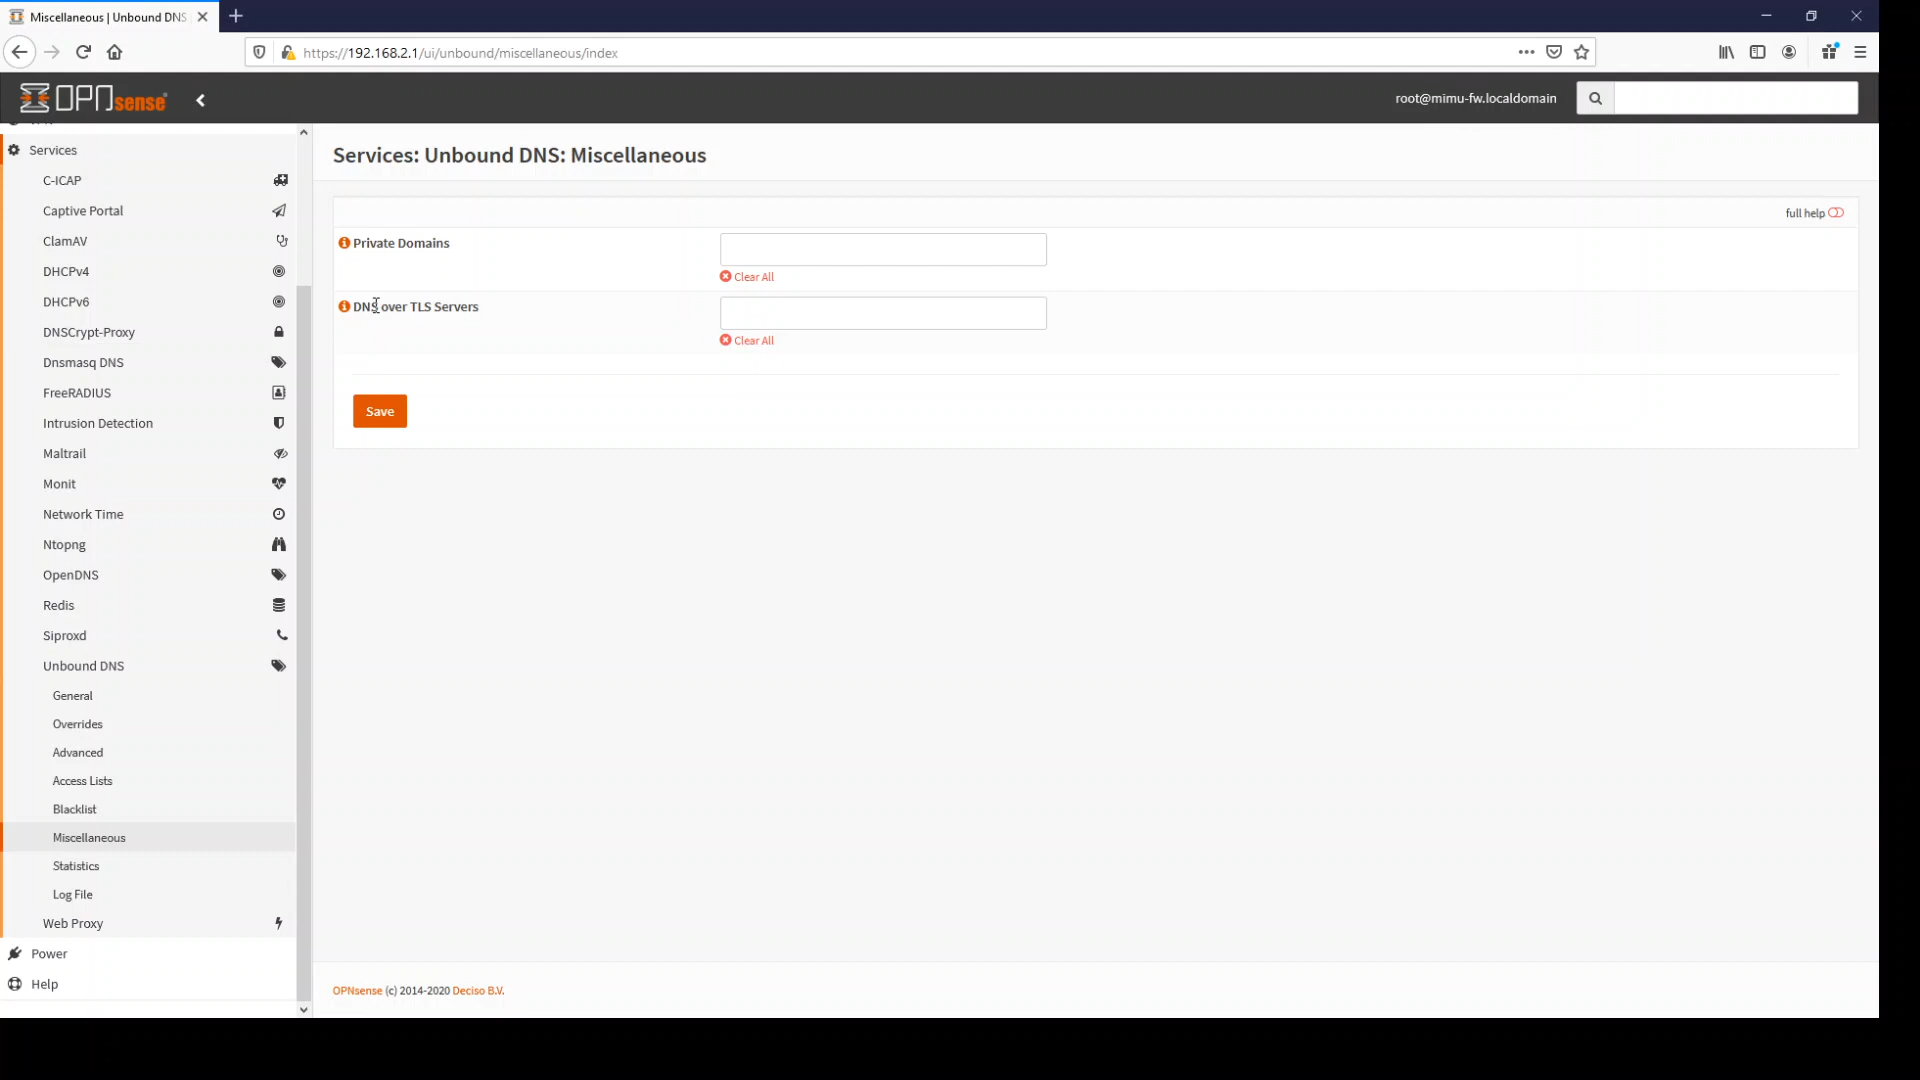 Miscellaneous | Unbound DNS
https://192.168.2.1/ui/unbound/miscellaneous/index
OPNsense
root@mimu-fw.localdomain
Services
C-ICAP
Captive Portal
ClamAV
DHCPv4
DHCPv6
DNSCrypt-Proxy
Dnsmasq DNS
FreeRADIUS
Intrusion Detection
Maltrail
Monit
Network Time
Ntopng
OpenDNS
Redis
Siproxd
Unbound DNS
General
Overrides
Advanced
Access Lists
Blacklist
Miscellaneous
Statistics
Log File
Web Proxy
Power
Help
Services: Unbound DNS: Miscellaneous
full help
Private Domains
Clear All
DNS over TLS Servers
Clear All
Save
OPNsense (c) 2014-2020 Deciso B.V.